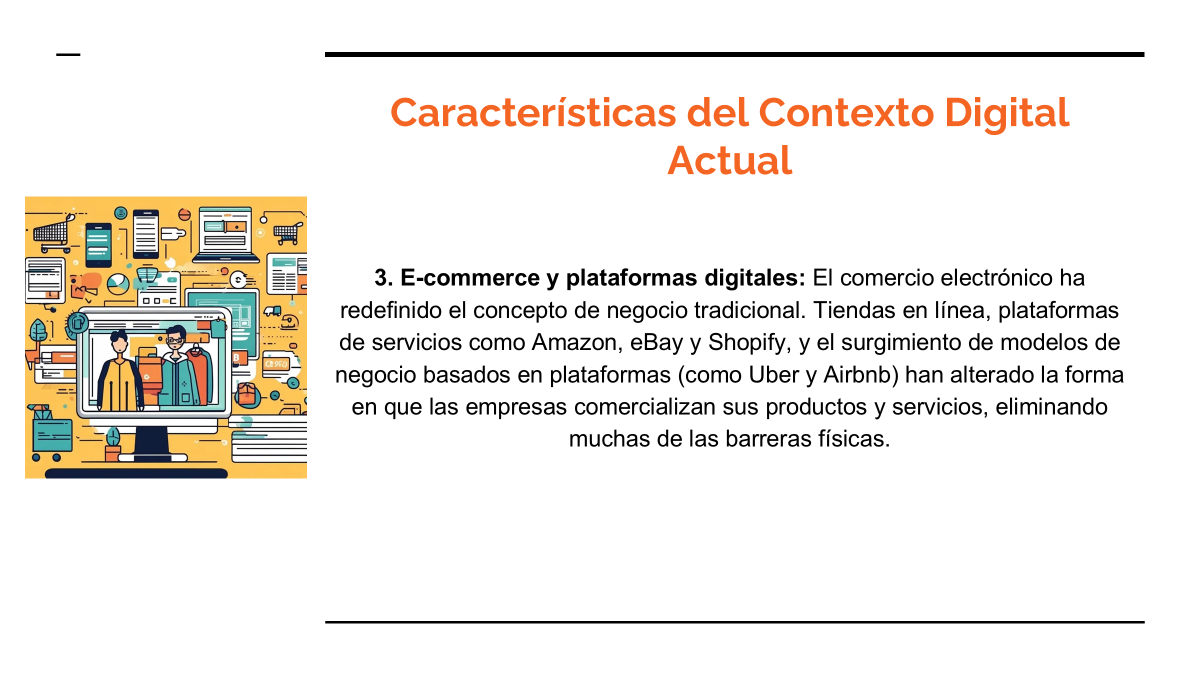 Características del Contexto Digital
Actual
3. E-commerce y plataformas digitales: El comercio electrónico ha
redefinido el concepto de negocio tradicional. Tiendas en línea, plataformas
de servicios como Amazon, eBay y Shopify, y el surgimiento de modelos de
negocio basados en plataformas (como Uber y Airbnb) han alterado la forma
en que las empresas comercializan sus productos y servicios, eliminando
muchas de las barreras físicas.